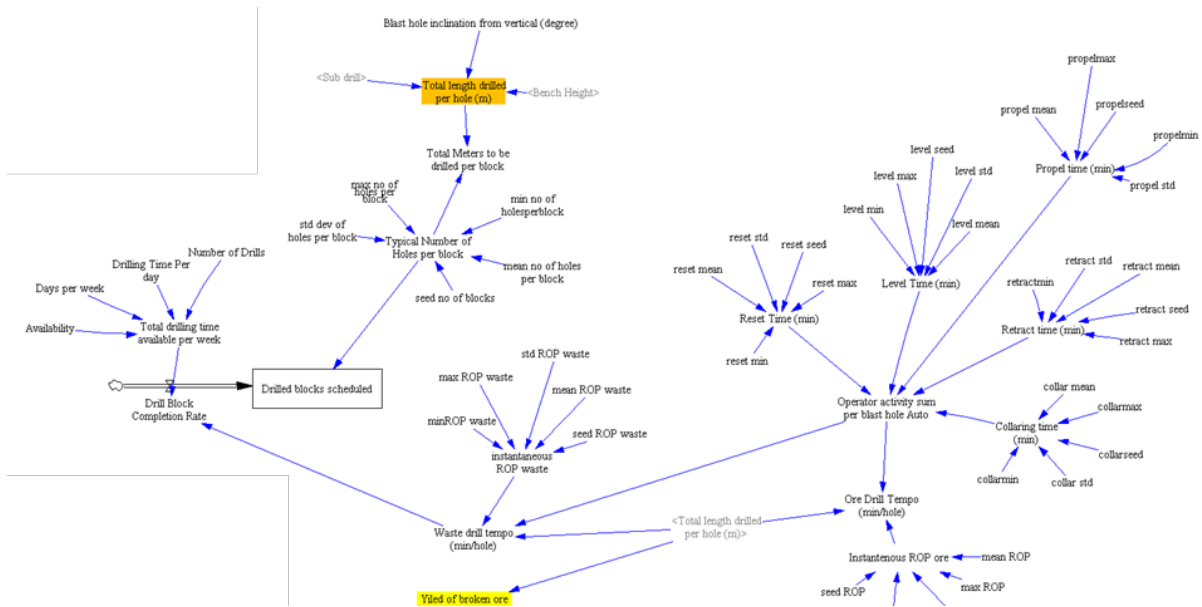 Blast hole inclination from vertical (degree)
<Sub drill>
Total length drilled
per hole (m)
<Bench Height>
Total Meters to be
drilled per block
max no of
holes per
block
min no of
holesperblock
std dev of
holes per block
Typical Number of
Holes per block
mean no of holes
per block
seed no of blocks
Number of Drills
Drilling Time Per
day
Days per week
Availability
Total drilling time
available per week
Drilled blocks scheduled
Drill Block
Completion Rate
std ROP waste
max ROP waste
mean ROP waste
minROP waste
seed ROP waste
instantaneous
ROP waste
Waste drill tempo
(min/hole)
<Total length drilled
per hole (m)>
Yiled of broken ore
propelmax
propel mean
propelseed
propelmin
Propel time (min)
propel std
level seed
level max
level std
level min
level mean
Level Time (min)
reset std
reset seed
reset mean
reset max
Reset Time (min)
reset min
retract std
retractmin
retract mean
retract seed
Retract time (min)
retract max
Operator activity sum
per blast hole Auto
collar mean
collarmax
Collaring time
(min)
collarseed
collarmin
collar std
Ore Drill Tempo
(min/hole)
Instantenous ROP ore
mean ROP
max ROP
seed ROP